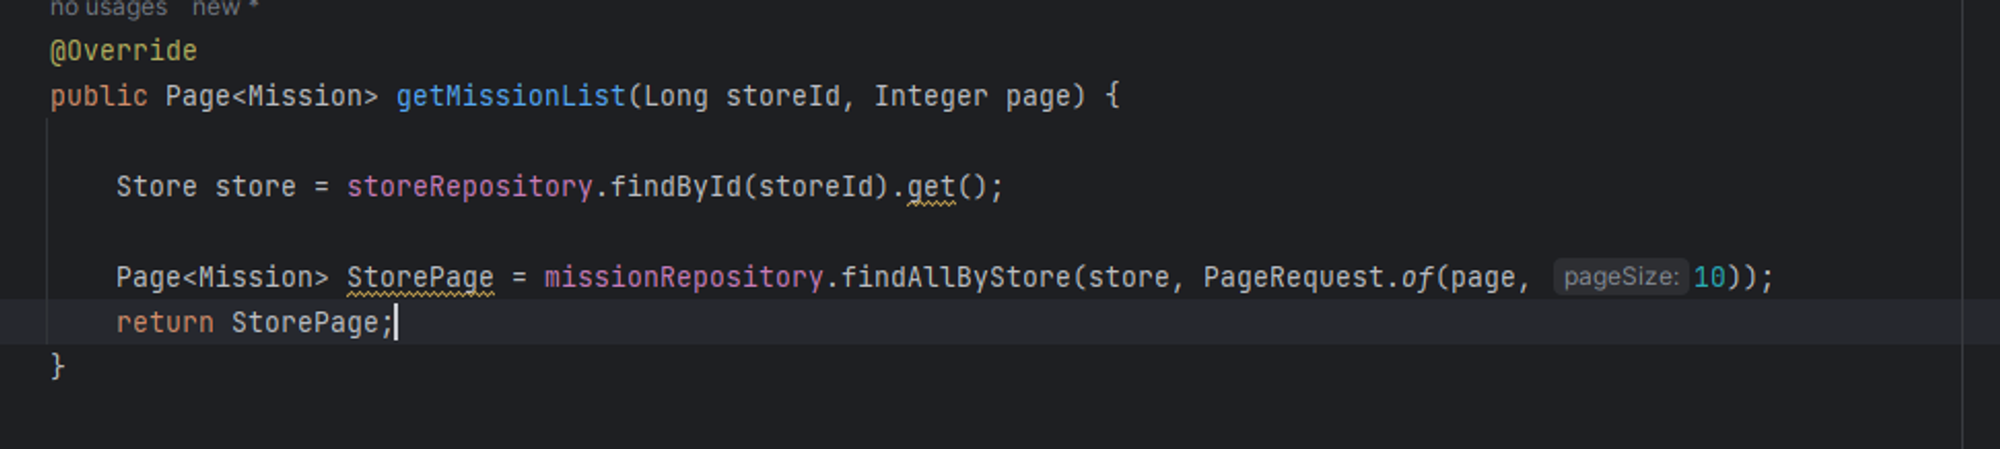 no usages new *
@Override
public Page<Mission> getMissionList(Long storeId, Integer page) {
Store store = storeRepository.findById(storeId).get();
Page<Mission> StorePage = missionRepository.findAllByStore(store, PageRequest.of(page, pageSize: 10));
return StorePage;
}